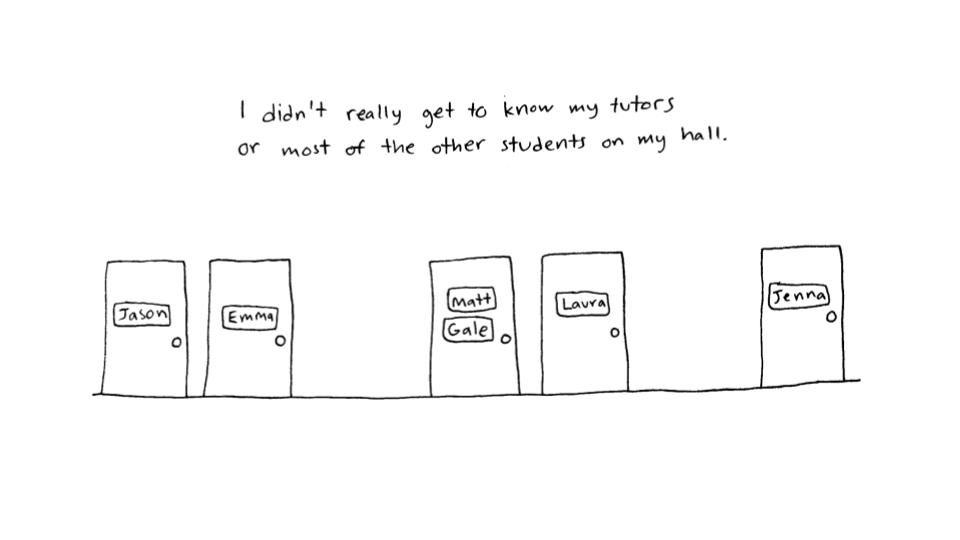 I didn't really get to know my tutors
or most of the other students on my hall.
Jason
Emma
Matt
Gale
Laura
Jenna